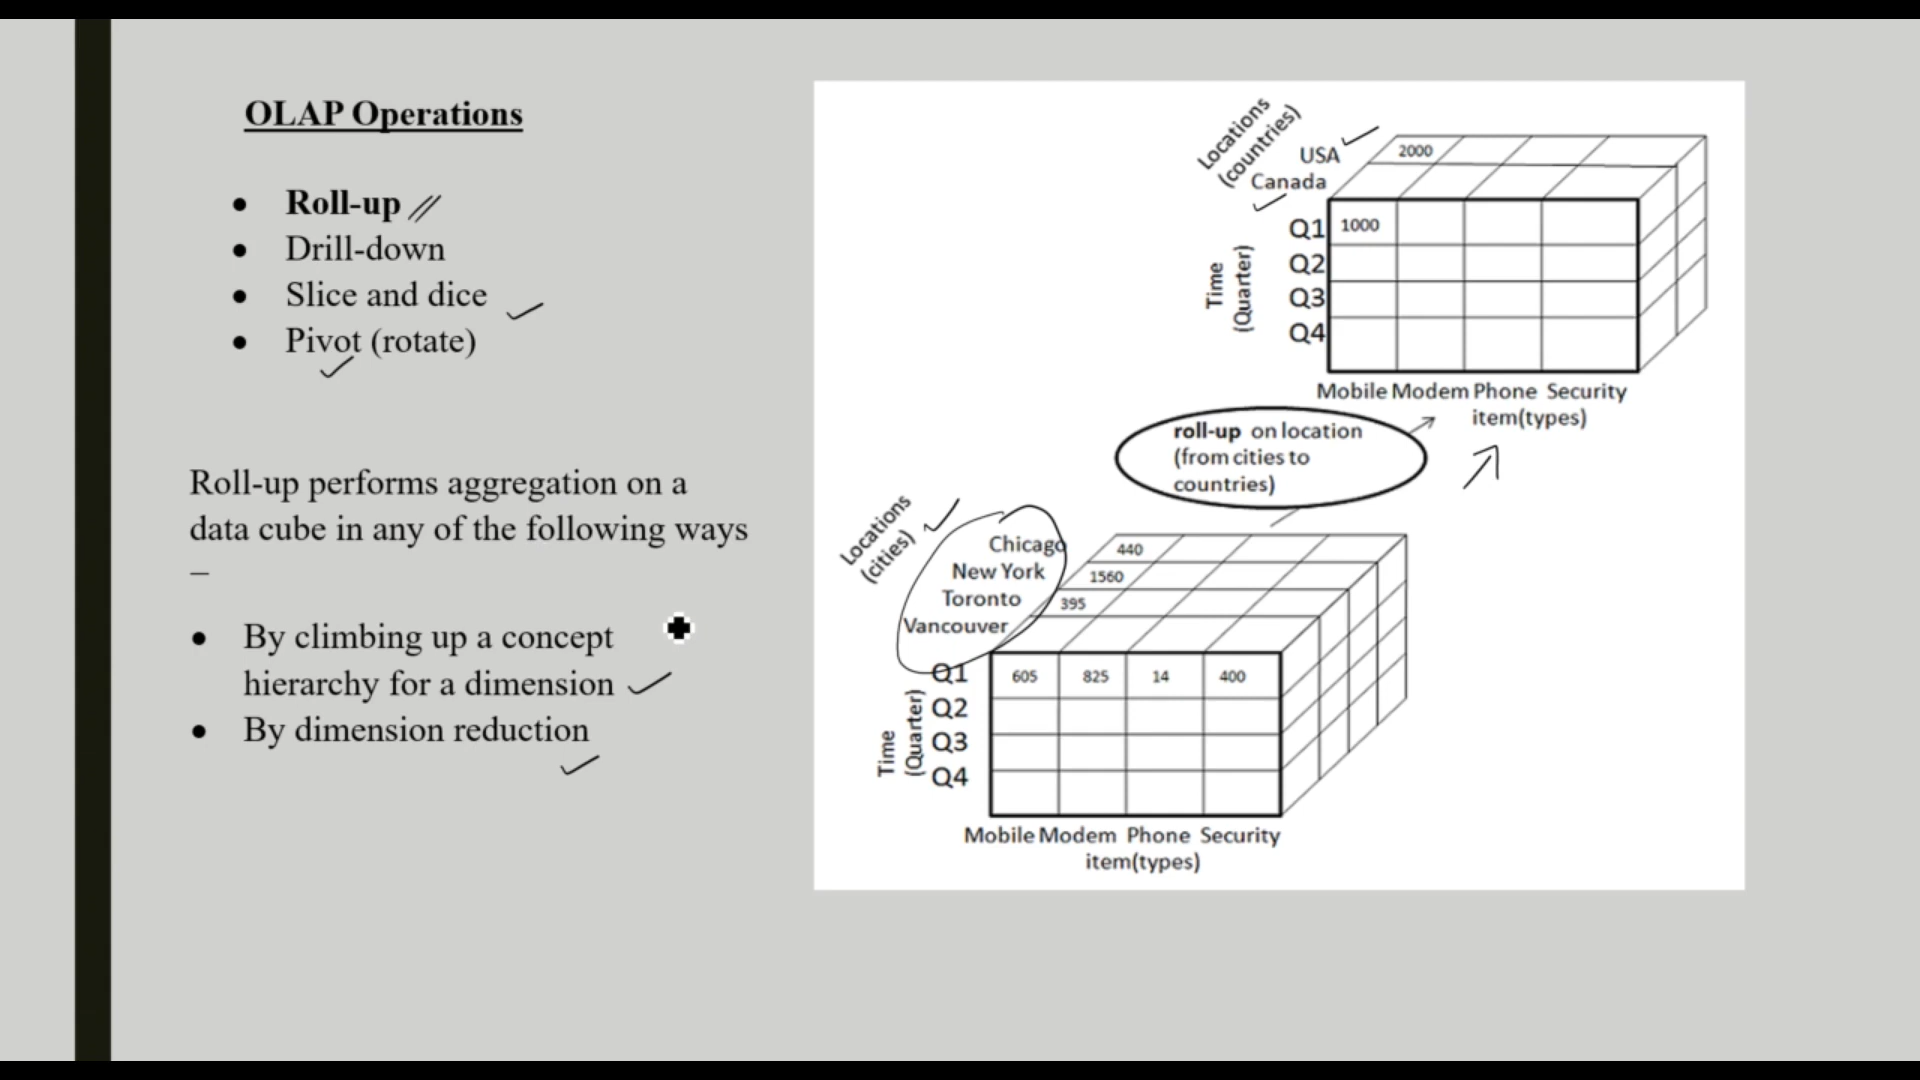 OLAP Operations
• Roll-up
• Drill-down
• Slice and dice
• Pivot (rotate)
Roll-up performs aggregation on a
data cube in any of the following ways
–
• By climbing up a concept
hierarchy for a dimension
• By dimension reduction
Locations
(countries)
USA
Canada
2000
Time
(Quarter)
Q1
1000
Q2
Q3
Q4
Mobile Modem Phone Security
item(types)
roll-up on location
(from cities to
countries)
Locations
(cities)
Chicago
New York
Toronto
Vancouver
440
1560
395
Time
(Quarter)
Q1
605 825 14 400
Q2
Q3
Q4
Mobile Modem Phone Security
item(types)